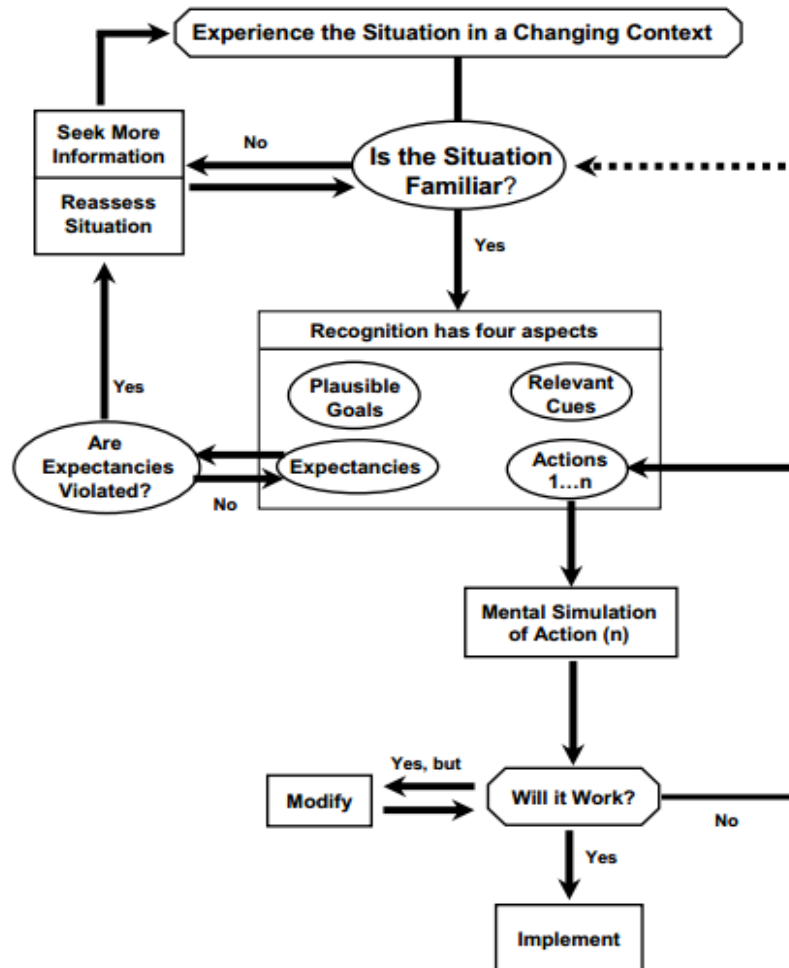 Experience the Situation in a Changing Context
Seek More
Information
No
Is the Situation
Familiar?
Reassess
Situation
Yes
Recognition has four aspects
Plausible
Goals
Relevant
Cues
Yes
Are
Expectancies
Violated?
Expectancies
Actions
1...n
No
Mental Simulation
of Action (n)
Yes, but
Modify
Will it Work?
No
Yes
Implement